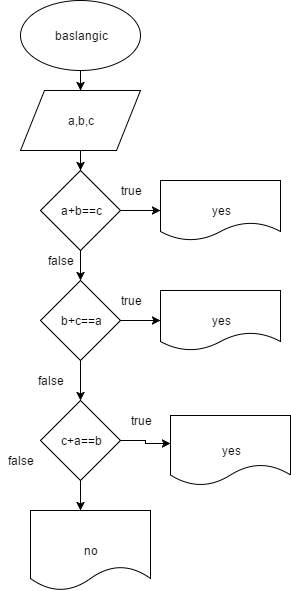 baslangic
a,b,c
true
a+b==c
yes
false
true
b+c==a
yes
false
true
c+a==b
yes
false
no